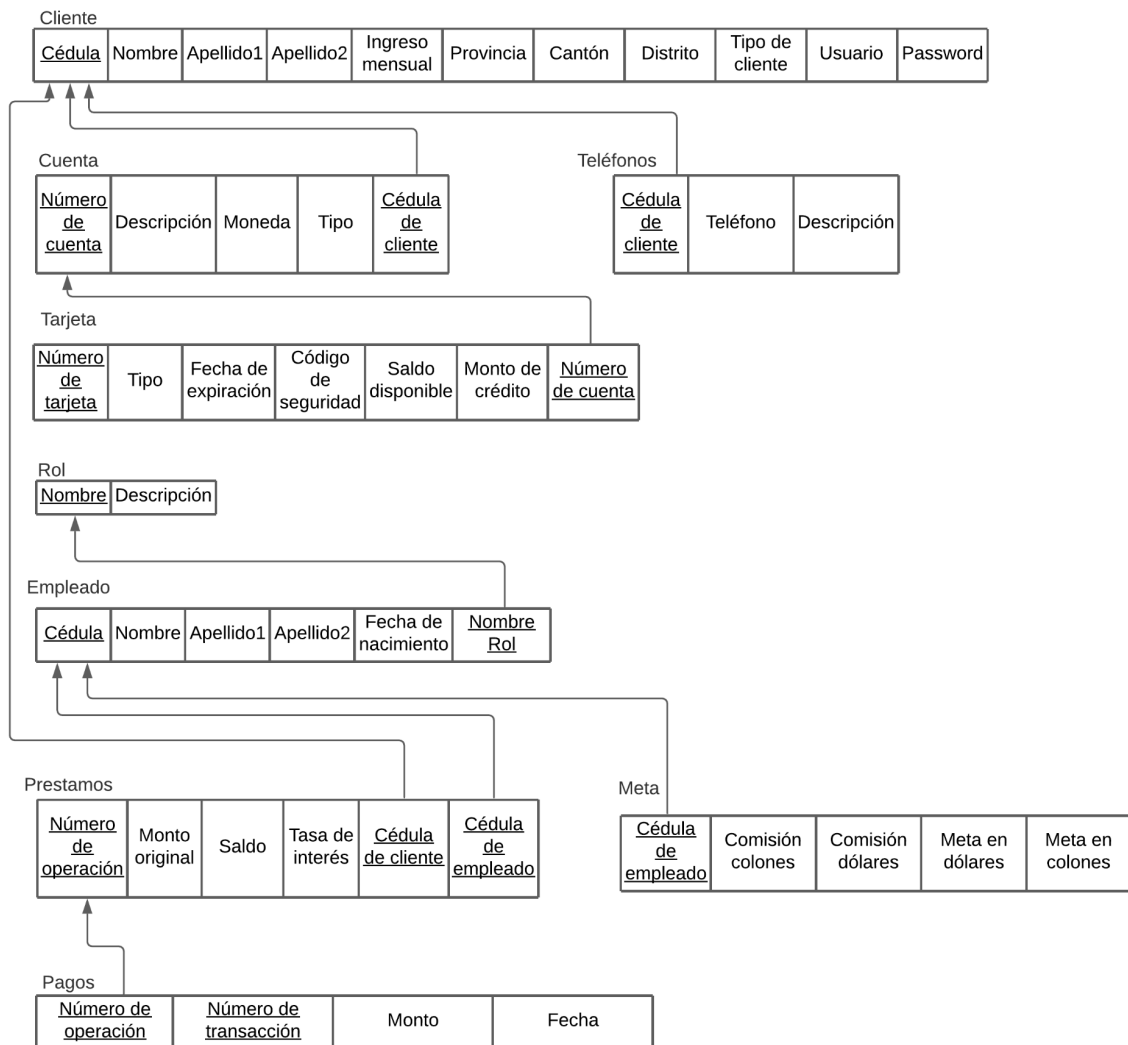 Cliente
Cédula Nombre Apellido1 Apellido2 Ingreso mensual Provincia Cantón Distrito Tipo de cliente Usuario Password
Cuenta
Número de cuenta Descripción Moneda Tipo Cédula de cliente
Teléfonos
Cédula de cliente Teléfono Descripción
Tarjeta
Número de tarjeta Tipo Fecha de expiración Código de seguridad Saldo disponible Monto de crédito Número de cuenta
Rol
Nombre Descripción
Empleado
Cédula Nombre Apellido1 Apellido2 Fecha de nacimiento Nombre Rol
Prestamos
Número de operación Monto original Saldo Tasa de interés Cédula de cliente Cédula de empleado
Meta
Cédula de empleado Comisión colones Comisión dólares Meta en dólares Meta en colones
Pagos
Número de operación Número de transacción Monto Fecha